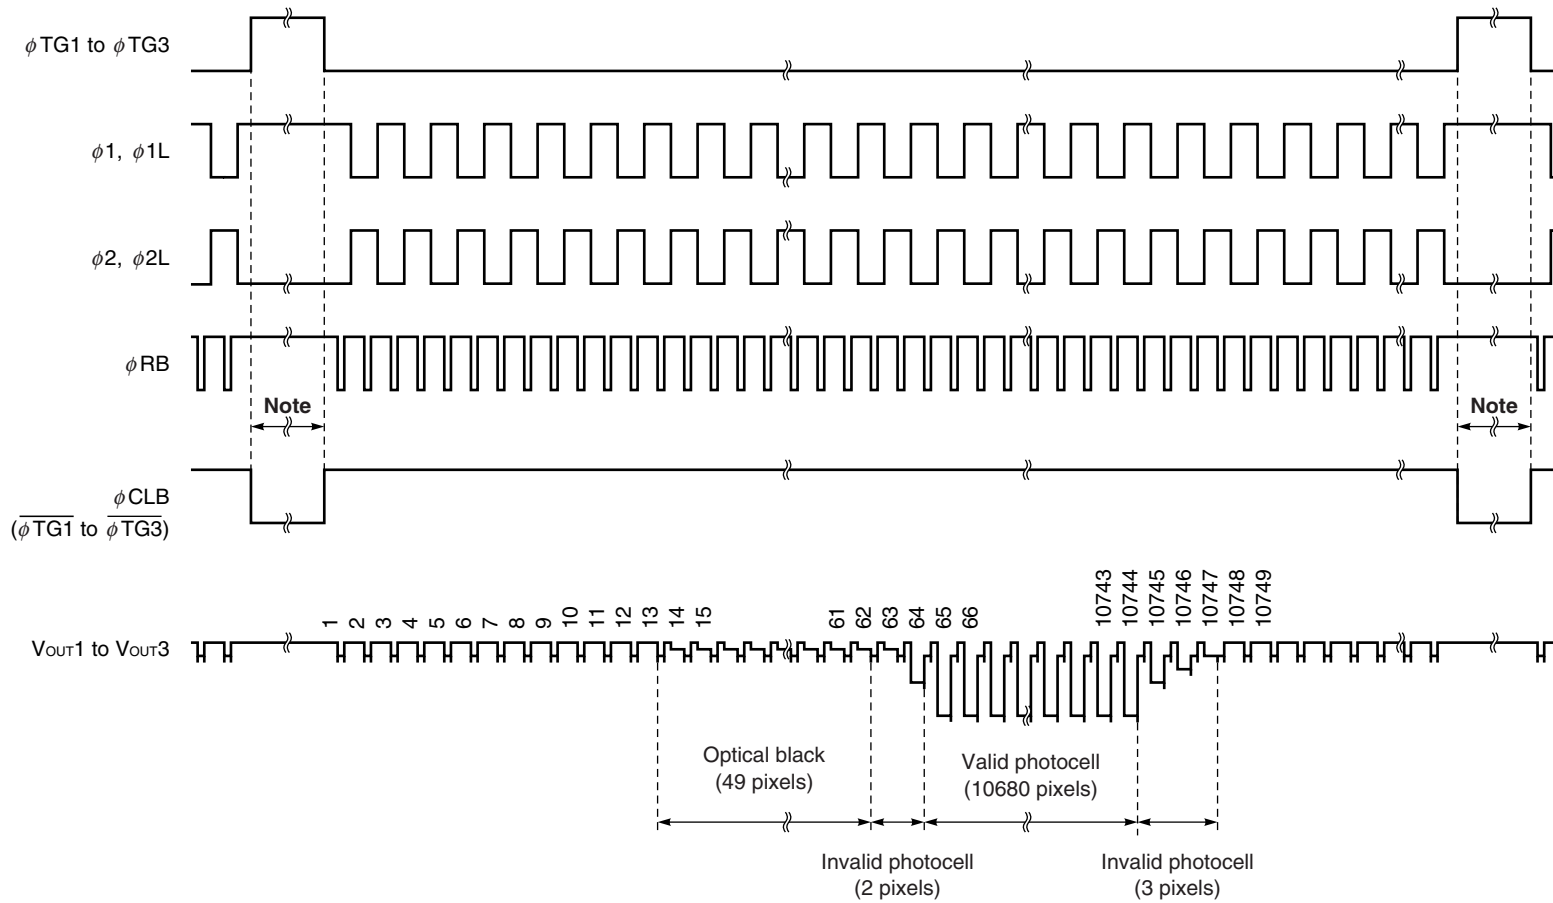 φTG1 to φTG3
φ1, φ1L
φ2, φ2L
φRB
Note
Note
φCLB
(φTG1 to φTG3)
1 2 3 4 5 6 7 8 9 10 11 12 13 14 15 61 62 63 64 65 66 10743 10744 10745 10746 10747 10748 10749
VOUT1 to VOUT3
Optical black
(49 pixels)
Valid photocell
(10680 pixels)
Invalid photocell
(2 pixels)
Invalid photocell
(3 pixels)